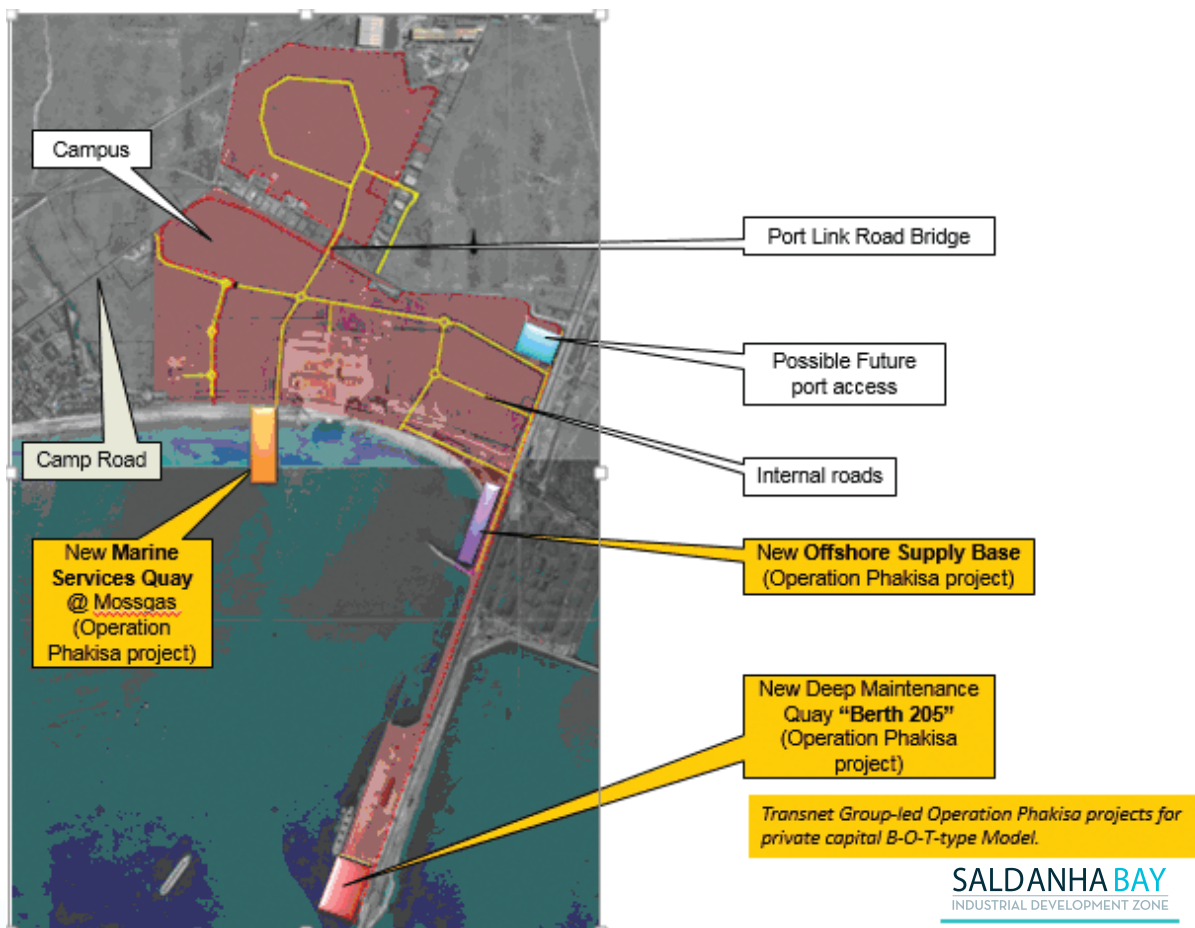 Campus
Port Link Road Bridge
Possible Future
port access
Camp Road
Internal roads
New Marine
Services Quay
@ Mossgas
(Operation
Phakisa project)
New Offshore Supply Base
(Operation Phakisa project)
New Deep Maintenance
Quay “Berth 205”
(Operation Phakisa
project)
Transnet Group-led Operation Phakisa projects for
private capital B-O-T-type Model.
SALDANHA BAY
INDUSTRIAL DEVELOPMENT ZONE